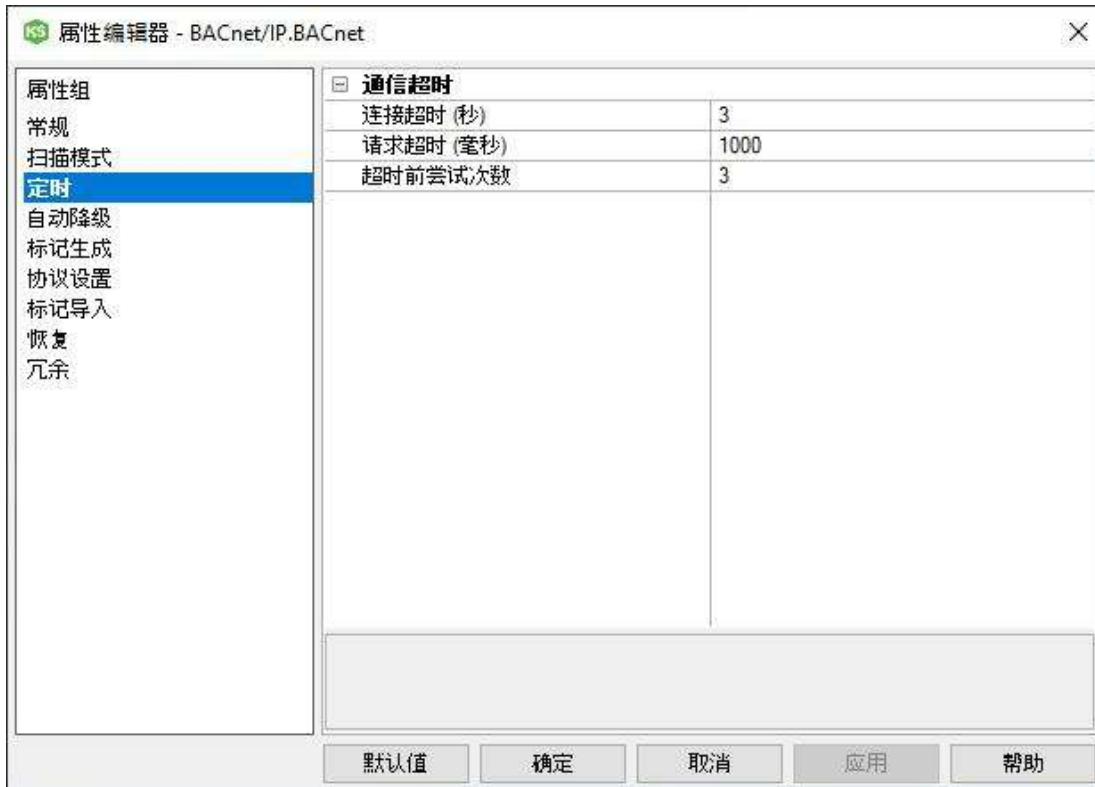 KS 属性编辑器 - BACnet/IP.BACnet
属性组
常规
扫描模式
定时
自动降级
标记生成
协议设置
标记导入
恢复
冗余
通信超时
连接超时 (秒) 3
请求超时 (毫秒) 1000
超时前尝试次数 3
默认值 确定 取消 应用 帮助